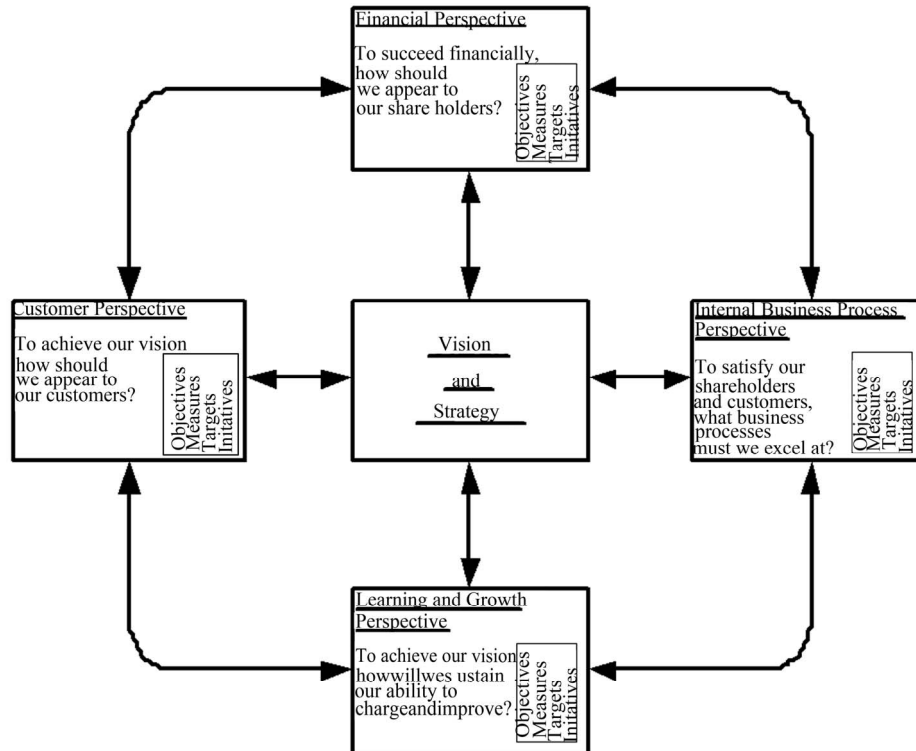 Financial Perspective
To succeed financially,
how should
we appear to
our share holders?
Objectives
Measures
Targets
Initatives
Customer Perspective
To achieve our vision
how should
we appear to
our customers?
Objectives
Measures
Targets
Initatives
Vision
and
Strategy
Internal Business Process
Perspective
To satisfy our
shareholders
and customers,
what business
processes
must we excel at?
Objectives
Measures
Targets
Initatives
Learning and Growth
Perspective
To achieve our vision
howwillwes ustain
our ability to
chargeandimprove?
Objectives
Measures
Targets
Initatives